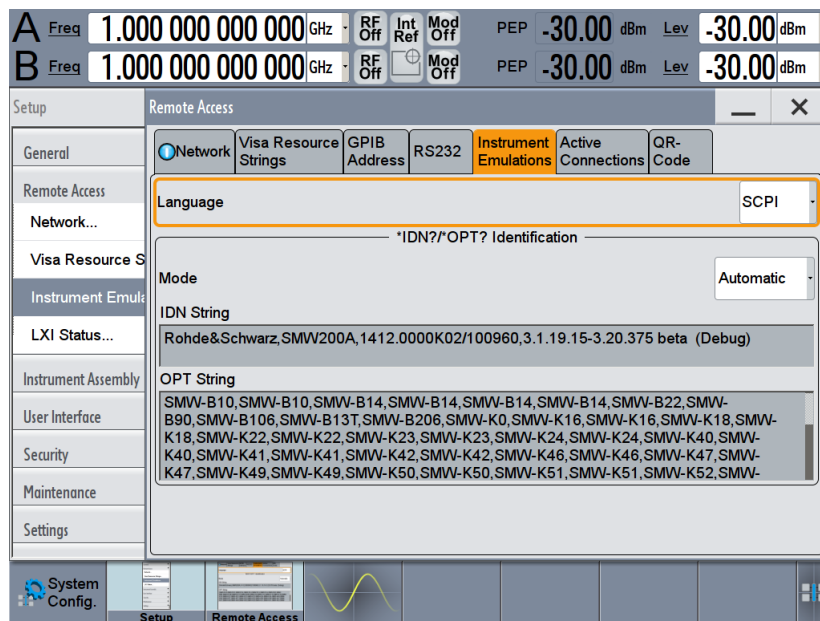 A Freq 1.000 000 000 000 GHz RF Off Int Ref Mod Off PEP -30.00 dBm Lev -30.00 dBm
B Freq 1.000 000 000 000 GHz RF Off Mod Off PEP -30.00 dBm Lev -30.00 dBm
Setup
Remote Access
General
Remote Access
Network...
Visa Resource S
Instrument Emula
LXI Status...
Instrument Assembly
User Interface
Security
Maintenance
Settings
Network
Visa Resource Strings
GPIB Address
RS232
Instrument Emulations
Active Connections
QR-Code
Language SCPI
*IDN?/*OPT? Identification
Mode Automatic
IDN String
Rohde&Schwarz,SMW200A,1412.0000K02/100960,3.1.19.15-3.20.375 beta (Debug)
OPT String
SMW-B10,SMW-B10,SMW-B14,SMW-B14,SMW-B14,SMW-B14,SMW-B22,SMW-
B90,SMW-B106,SMW-B13T,SMW-B206,SMW-K0,SMW-K16,SMW-K16,SMW-K18,SMW-
K18,SMW-K22,SMW-K22,SMW-K23,SMW-K23,SMW-K24,SMW-K24,SMW-K40,SMW-
K40,SMW-K41,SMW-K41,SMW-K42,SMW-K42,SMW-K46,SMW-K46,SMW-K47,SMW-
K47,SMW-K49,SMW-K49,SMW-K50,SMW-K50,SMW-K51,SMW-K51,SMW-K52,SMW-
System Config.
Setup
Remote Access